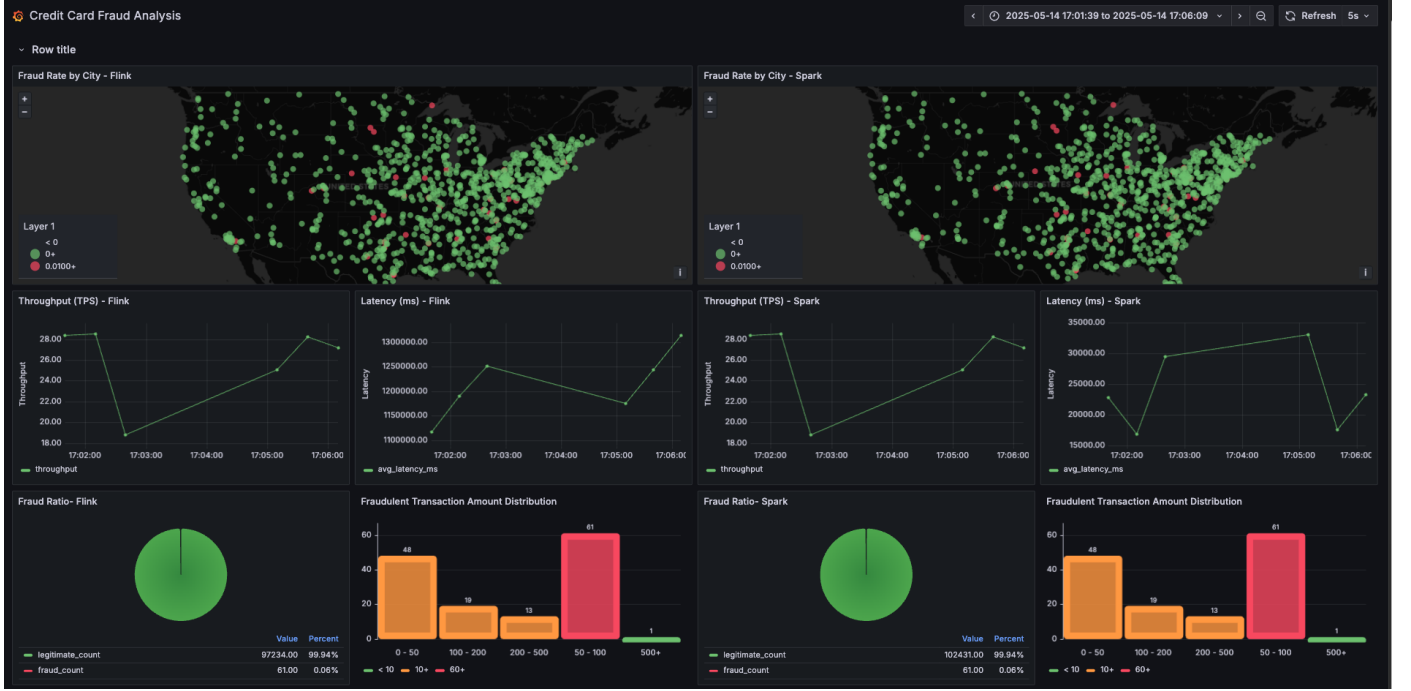 Credit Card Fraud Analysis
2025-05-14 17:01:39 to 2025-05-14 17:06:09
Refresh 5s
Row title
Fraud Rate by City - Flink
+
-
UNITED STATES
Layer 1
< 0
0+
0.0100+
i
Fraud Rate by City - Spark
+
-
UNITED STATES
Layer 1
< 0
0+
0.0100+
i
Throughput (TPS) - Flink
Throughput
28.00
26.00
24.00
22.00
20.00
18.00
17:02:00 17:03:00 17:04:00 17:05:00 17:06:00
throughput
Latency (ms) - Flink
Latency
1300000.00
1250000.00
1200000.00
1150000.00
1100000.00
17:02:00 17:03:00 17:04:00 17:05:00 17:06:00
avg_latency_ms
Throughput (TPS) - Spark
Throughput
28.00
26.00
24.00
22.00
20.00
18.00
17:02:00 17:03:00 17:04:00 17:05:00 17:06:00
throughput
Latency (ms) - Spark
Latency
35000.00
30000.00
25000.00
20000.00
15000.00
17:02:00 17:03:00 17:04:00 17:05:00 17:06:00
avg_latency_ms
Fraud Ratio- Flink
Value Percent
legitimate_count 97234.00 99.94%
fraud_count 61.00 0.06%
Fraudulent Transaction Amount Distribution
60
40
20
0
48
19
13
61
1
0 - 50 100 - 200 200 - 500 50 - 100 500+
< 10 10+ 60+
Fraud Ratio- Spark
Value Percent
legitimate_count 102431.00 99.94%
fraud_count 61.00 0.06%
Fraudulent Transaction Amount Distribution
60
40
20
0
48
19
13
61
1
0 - 50 100 - 200 200 - 500 50 - 100 500+
< 10 10+ 60+